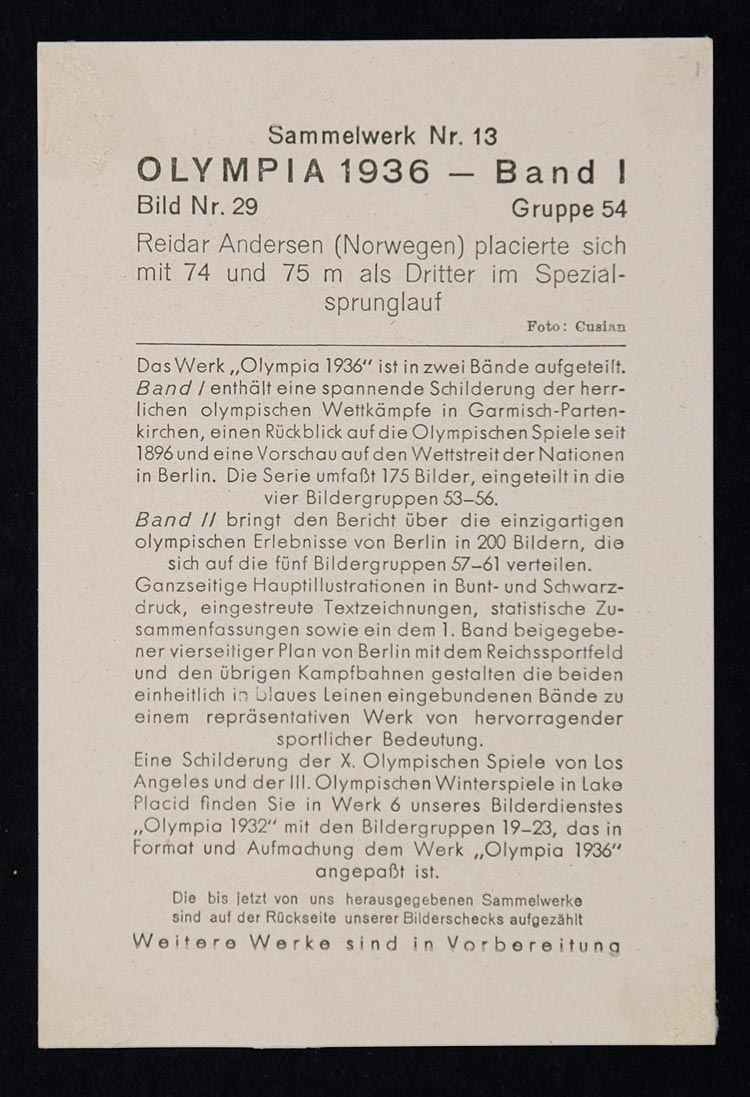 Sammelwerk Nr. 13
OLYMPIA 1936 — Band I
Bild Nr. 29 Gruppe 54
Reidar Andersen (Norwegen) placierte sich
mit 74 und 75 m als Dritter im Spezial-
sprunglauf
Foto: Cusian
Das Werk „Olympia 1936“ ist in zwei Bände aufgeteilt.
Band I enthält eine spannende Schilderung der herr-
lichen olympischen Wettkämpfe in Garmisch-Parten-
kirchen, einen Rückblick auf die Olympischen Spiele seit
1896 und eine Vorschau auf den Wettstreit der Nationen
in Berlin. Die Serie umfaßt 175 Bilder, eingeteilt in die
vier Bildergruppen 53–56.
Band II bringt den Bericht über die einzigartigen
olympischen Erlebnisse von Berlin in 200 Bildern, die
sich auf die fünf Bildergruppen 57–61 verteilen.
Ganzseitige Hauptillustrationen in Bunt- und Schwarz-
druck, eingestreute Textzeichnungen, statistische Zu-
sammenfassungen sowie ein dem 1. Band beigegebe-
ner vierseitiger Plan von Berlin mit dem Reichssportfeld
und den übrigen Kampfbahnen gestalten die beiden
einheitlich in blaues Leinen eingebundenen Bände zu
einem repräsentativen Werk von hervorragender
sportlicher Bedeutung.
Eine Schilderung der X. Olympischen Spiele von Los
Angeles und der III. Olympischen Winterspiele in Lake
Placid finden Sie in Werk 6 unseres Bilderdienstes
„Olympia 1932“ mit den Bildergruppen 19–23, das in
Format und Aufmachung dem Werk „Olympia 1936“
angepaßt ist.
Die bis jetzt von uns herausgegebenen Sammelwerke
sind auf der Rückseite unserer Bilderschecks aufgezählt
Weitere Werke sind in Vorbereitung